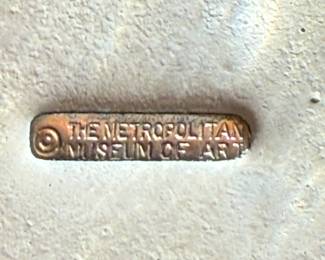 © THE METROPOLITAN
MUSEUM OF ART